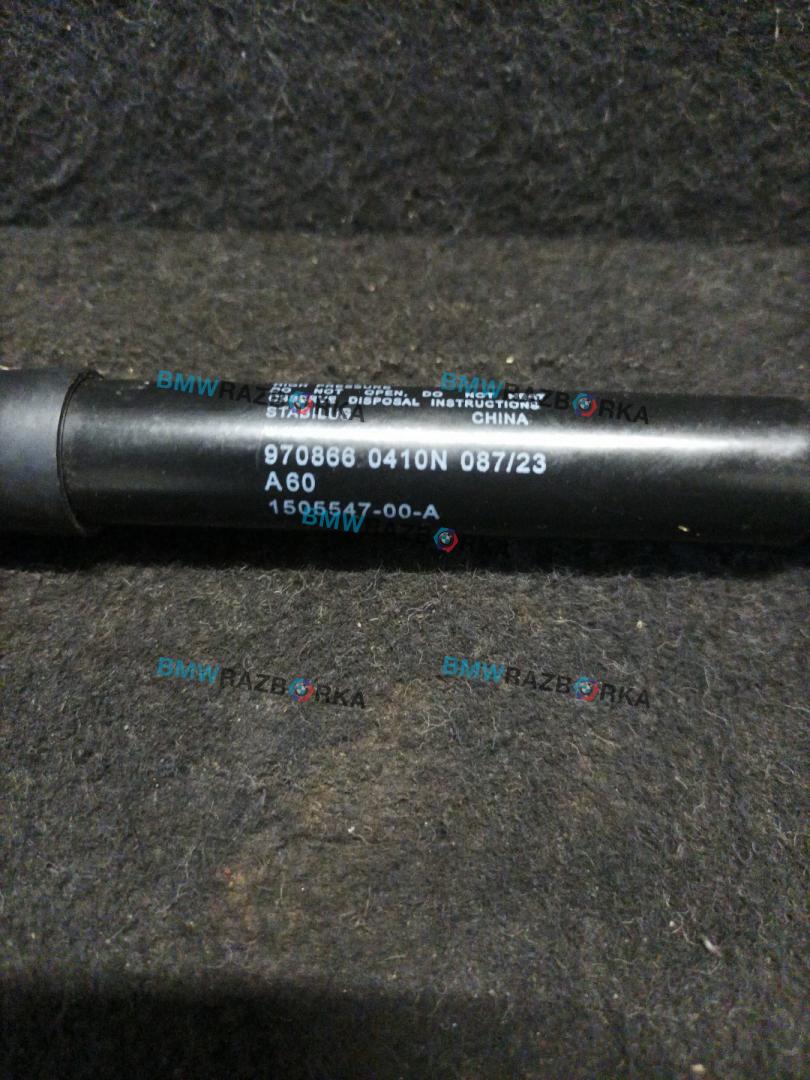 HIGH PRESSURE
DO NOT OPEN, DO NOT HEAT
DISPOSAL INSTRUCTIONS
STABILUS CHINA
970866 0410N 087/23
A60
1505547-00-A
BMWRAZBORKA
BMWRAZBORKA
BMWRAZBORKA
BMWRAZBORKA
BMWRAZBORKA